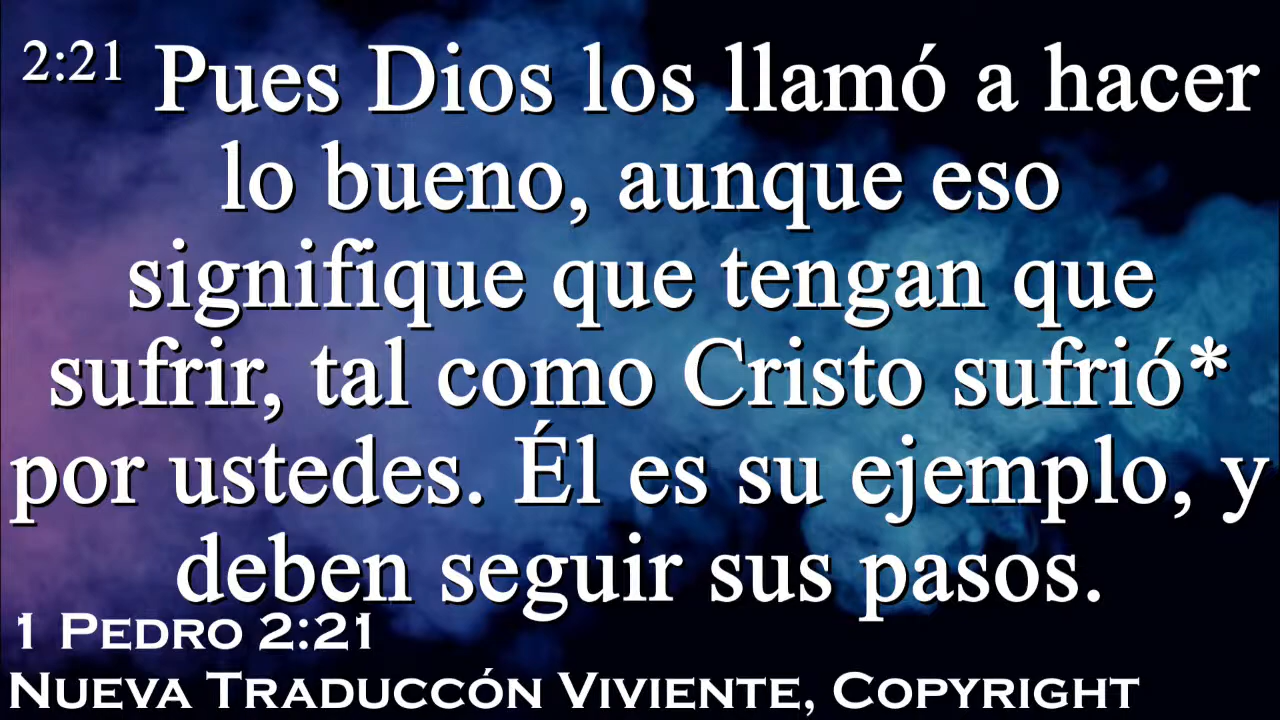 2:21 Pues Dios los llamó a hacer
lo bueno, aunque eso
signifique que tengan que
sufrir, tal como Cristo sufrió*
por ustedes. Él es su ejemplo, y
deben seguir sus pasos.
1 PEDRO 2:21
NUEVA TRADUCCÓN VIVIENTE, COPYRIGHT